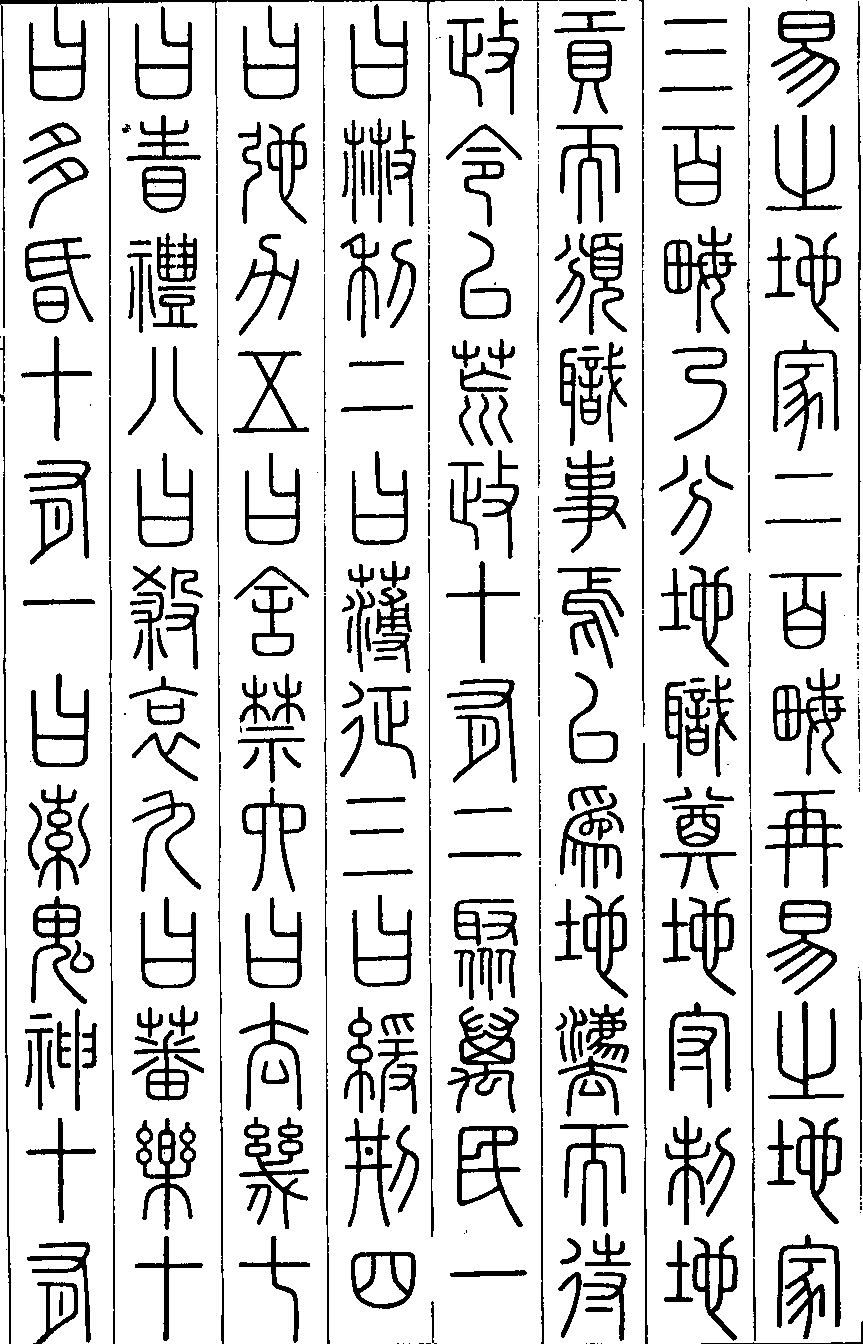 易之地家二百畮再易之地家
三百畮乃分地職奠地守制地
貢而頒職事焉以為地灋而待
政令以荒政十有二聚萬民一
曰散利二曰薄征三曰緩刑四
曰弛力五曰舍禁六曰去幾七
曰眚禮八曰殺哀九曰蕃樂十
曰多昏十有一曰索鬼神十有